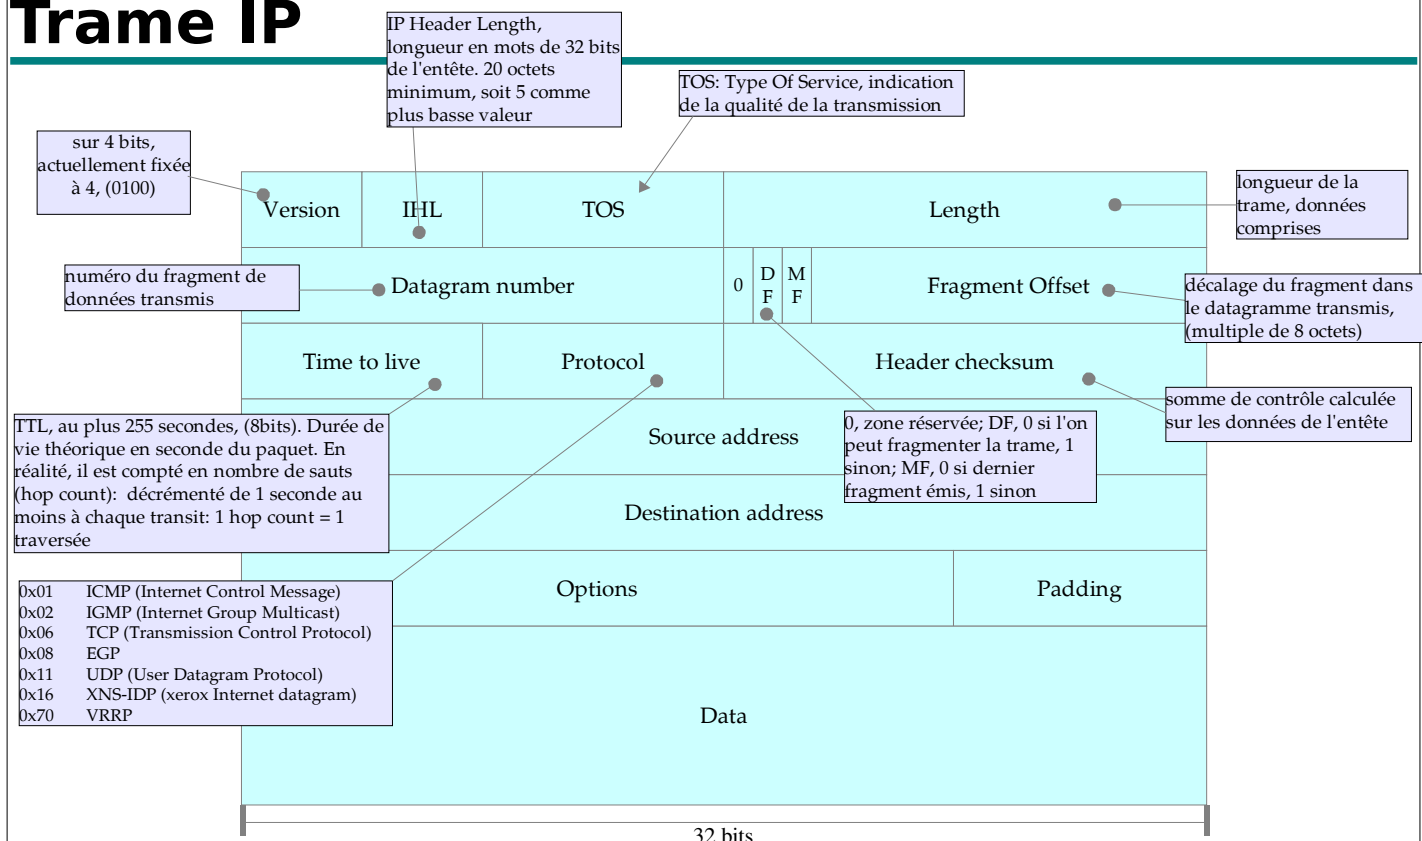 Trame IP
IP Header Length,
longueur en mots de 32 bits
de l'entête. 20 octets
minimum, soit 5 comme
plus basse valeur
TOS: Type Of Service, indication
de la qualité de la transmission
sur 4 bits,
actuellement fixée
à 4, (0100)
longueur de la
trame, données
comprises
Version
IHL
TOS
Length
numéro du fragment de
données transmis
Datagram number
0
D
F
M
F
Fragment Offset
décalage du fragment dans
le datagramme transmis,
(multiple de 8 octets)
Time to live
Protocol
Header checksum
somme de contrôle calculée
sur les données de l'entête
TTL, au plus 255 secondes, (8bits). Durée de
vie théorique en seconde du paquet. En
réalité, il est compté en nombre de sauts
(hop count): décrémenté de 1 seconde au
moins à chaque transit: 1 hop count = 1
traversée
Source address
0, zone réservée; DF, 0 si l'on
peut fragmenter la trame, 1
sinon; MF, 0 si dernier
fragment émis, 1 sinon
Destination address
Options
Padding
0x01 ICMP (Internet Control Message)
0x02 IGMP (Internet Group Multicast)
0x06 TCP (Transmission Control Protocol)
0x08 EGP
0x11 UDP (User Datagram Protocol)
0x16 XNS-IDP (xerox Internet datagram)
0x70 VRRP
Data
32 bits